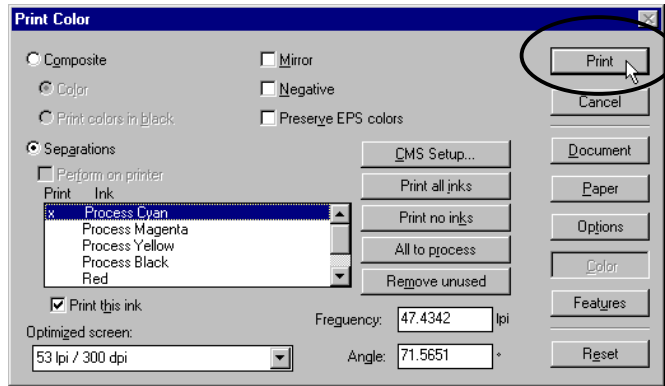 Print Color
Composite
Mirror
Print
Color
Negative
Cancel
Print colors in black
Preserve EPS colors
Separations
CMS Setup...
Document
Perform on printer
Print all inks
Paper
Print Ink
x Process Cyan
Print no inks
Process Magenta
Options
Process Yellow
All to process
Process Black
Color
Red
Remove unused
Print this ink
Features
Freguency: 47.4342 lpi
Optimized screen:
53 lpi / 300 dpi
Angle: 71.5651 °
Reset